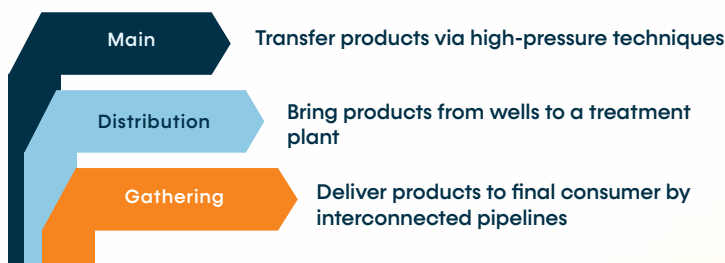 Main
Transfer products via high-pressure techniques
Distribution
Bring products from wells to a treatment
plant
Gathering
Deliver products to final consumer by
interconnected pipelines